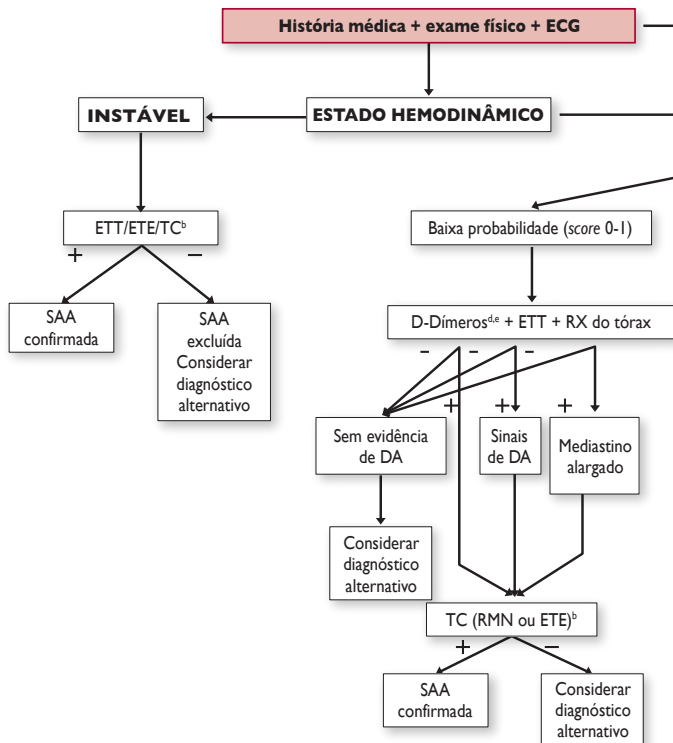 História médica + exame físico + ECG
INSTÁVEL
ESTADO HEMODINÂMICO
ETT/ETE/TCᵇ
Baixa probabilidade (score 0-1)
+
–
SAA
confirmada
SAA
excluída
Considerar
diagnóstico
alternativo
D-Dímerosᵈ,ᵉ + ETT + RX do tórax
- - -
+ + +
Sem evidência
de DA
Sinais
de DA
Mediastino
alargado
Considerar
diagnóstico
alternativo
TC (RMN ou ETE)ᵇ
+
–
SAA
confirmada
Considerar
diagnóstico
alternativo